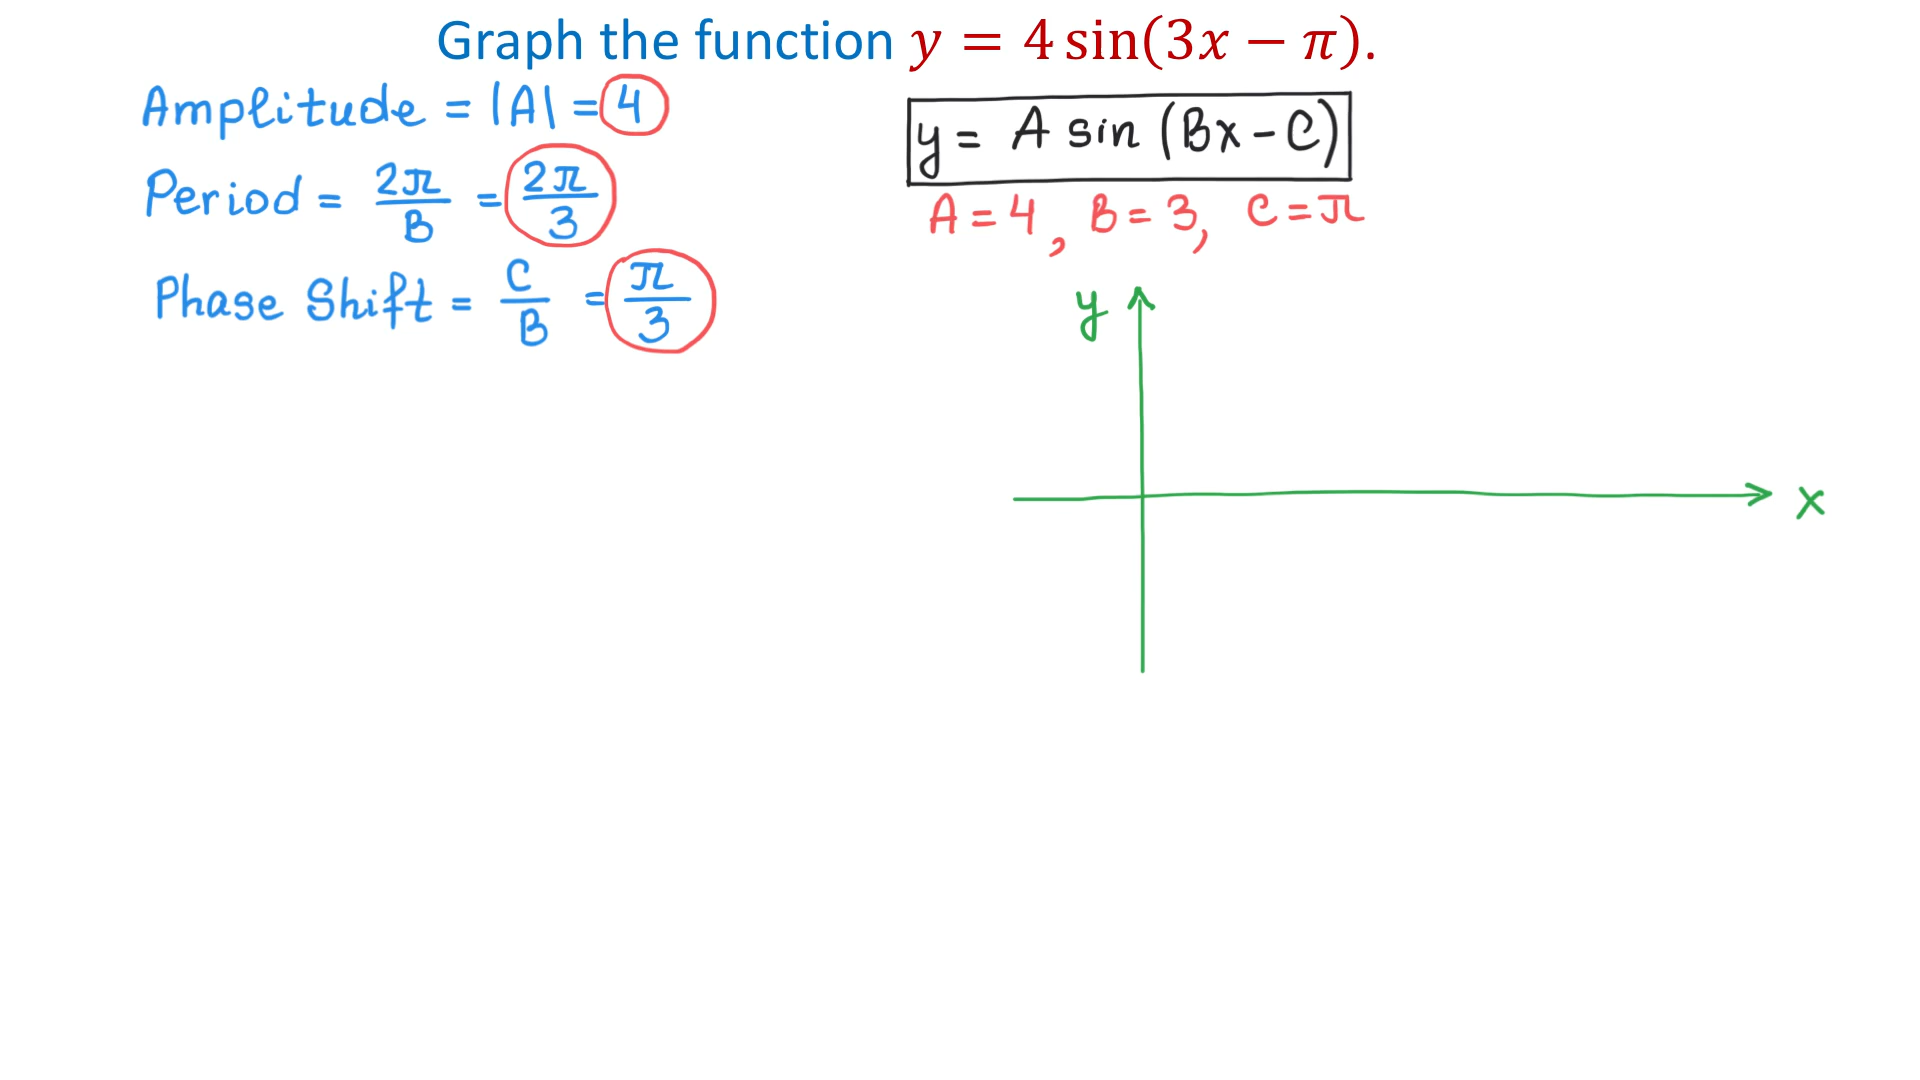 Graph the function y = 4 sin(3x − π).
Amplitude = |A| = 4
Period = 2π/B = 2π/3
Phase Shift = C/B = π/3
y = A sin (Bx - C)
A = 4, B = 3, C = π
y
x